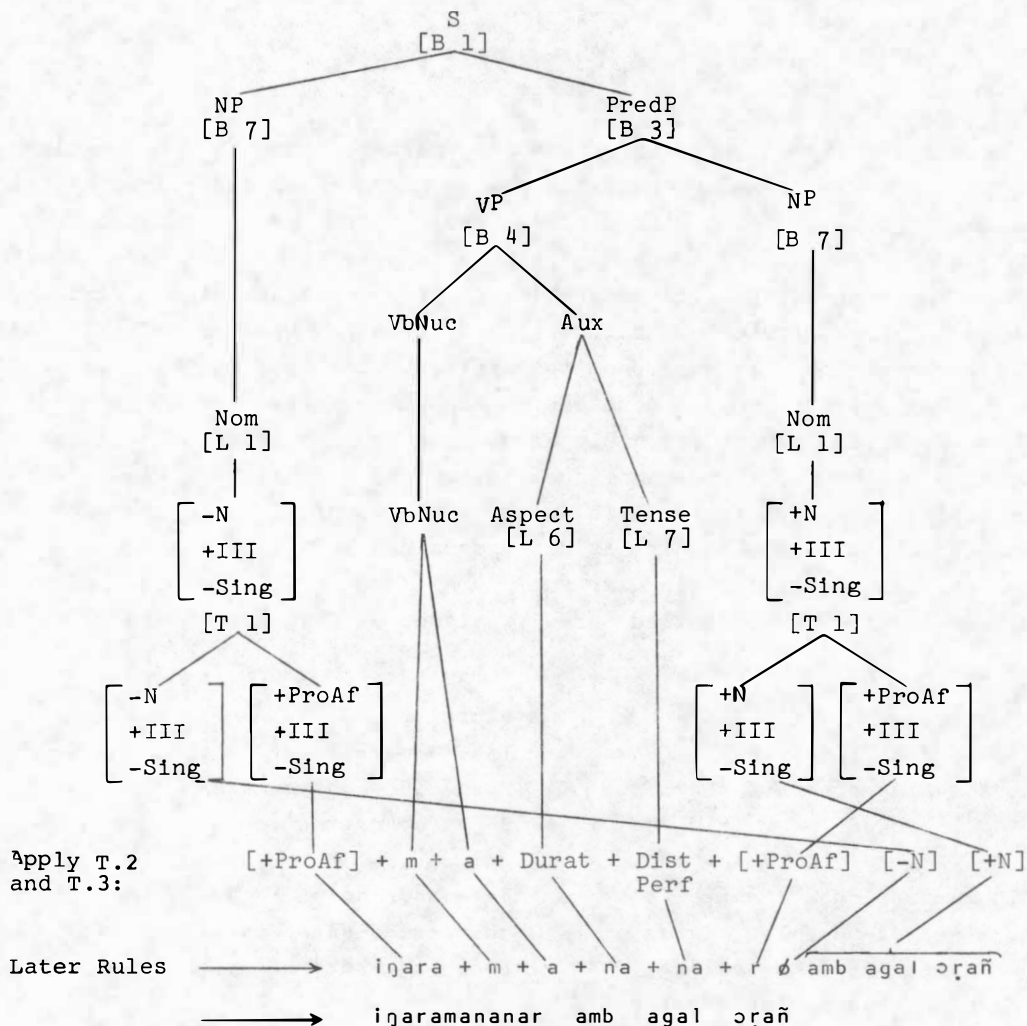 S
[B 1]
NP PredP
[B 7] [B 3]
VP NP
[B 4] [B 7]
VbNuc Aux
Nom Nom
[L 1] [L 1]
-N VbNuc Aspect Tense +N
+III [L 6] [L 7] +III
-Sing -Sing
[T 1] [T 1]
-N +ProAf +N +ProAf
+III +III +III +III
-Sing -Sing -Sing -Sing
Apply T.2 [+ProAf] + m + a + Durat + Dist + [+ProAf] [-N] [+N]
and T.3: Perf
Later Rules iŋara + m + a + na + na + r ø amb agal ɔṛañ
iŋaramananar amb agal ɔṛañ